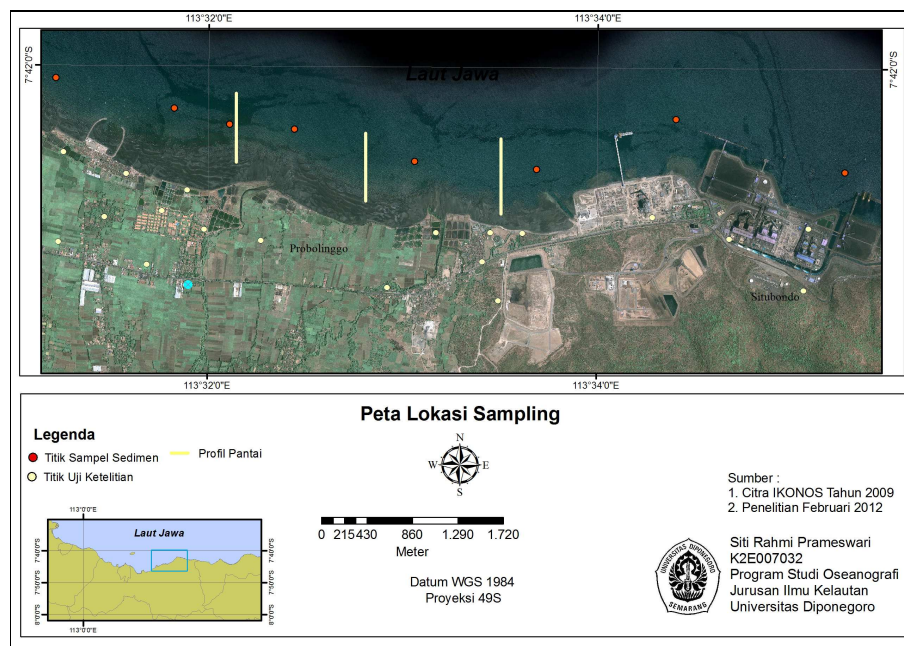 113°32'0"E
113°34'0"E
7°42'0"S
7°42'0"S
Laut Jawa
Probolinggo
Situbondo
113°32'0"E
113°34'0"E
Peta Lokasi Sampling
Legenda
Titik Sampel Sedimen
Profil Pantai
Titik Uji Ketelitian
N
W E
S
0 215430 860 1.290 1.720
Meter
Datum WGS 1984
Proyeksi 49S
Sumber :
1. Citra IKONOS Tahun 2009
2. Penelitian Februari 2012
113°0'0"E
Laut Jawa
7°40'0"S
7°50'0"S
8°0'0"S
7°40'0"S
7°50'0"S
8°0'0"S
113°0'0"E
UNIVERSITAS DIPONEGORO
SEMARANG
Siti Rahmi Prameswari
K2E007032
Program Studi Oseanografi
Jurusan Ilmu Kelautan
Universitas Diponegoro